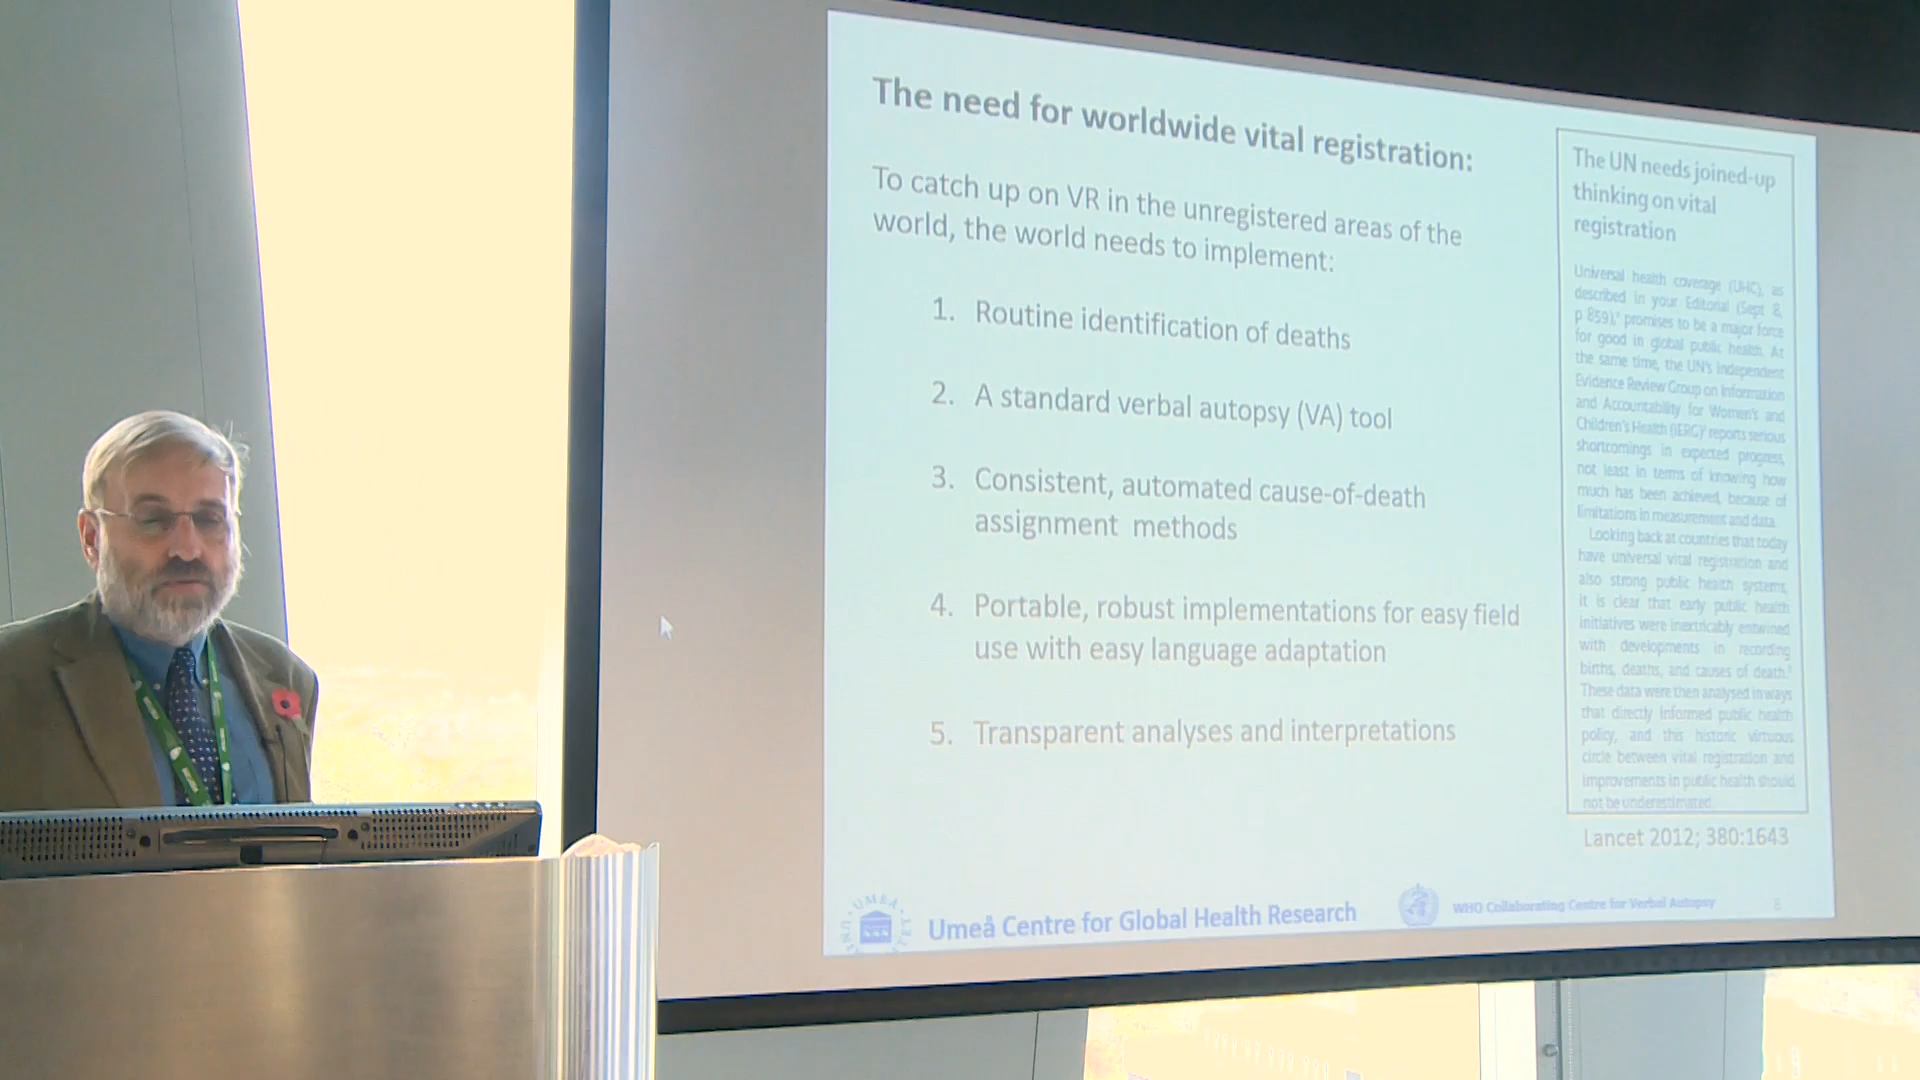 The need for worldwide vital registration:
To catch up on VR in the unregistered areas of the
world, the world needs to implement:
1. Routine identification of deaths
2. A standard verbal autopsy (VA) tool
3. Consistent, automated cause-of-death
assignment methods
4. Portable, robust implementations for easy field
use with easy language adaptation
5. Transparent analyses and interpretations
The UN needs joined-up
thinking on vital
registration
Universal health coverage (UHC), as
described in your Editorial (Sept 8,
p 859),¹ promises to be a major force
for good in global public health. At
the same time, the UN's independent
Evidence Review Group on Information
and Accountability for Women's and
Children's Health (iERG)² reports serious
shortcomings in expected progress,
not least in terms of knowing how
much has been achieved, because of
limitations in measurement and data.
Looking back at countries that today
have universal vital registration and
also strong public health systems,
it is clear that early public health
initiatives were inextricably entwined
with developments in recording
births, deaths, and causes of death.³
These data were then analysed in ways
that directly informed public health
policy, and this historic virtuous
circle between vital registration and
improvements in public health should
not be underestimated.
Lancet 2012; 380:1643
UMEÅ
Umeå Centre for Global Health Research
WHO Collaborating Centre for Verbal Autopsy
8